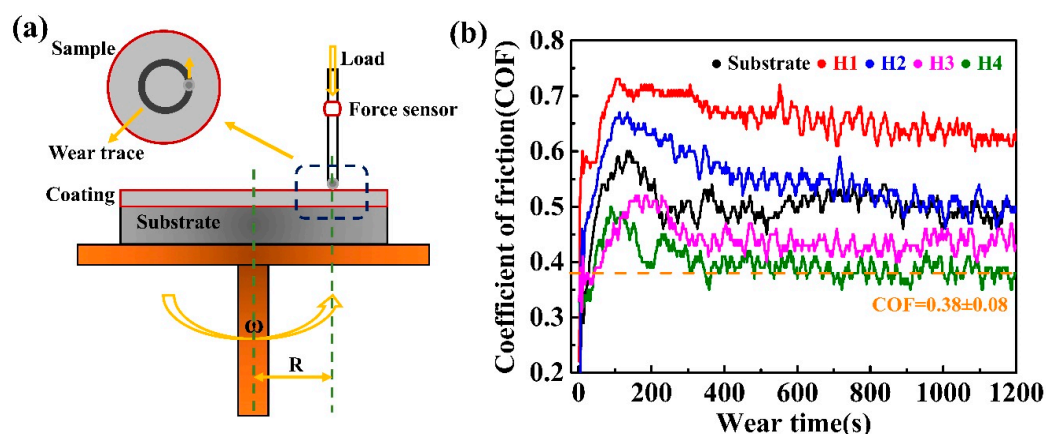 (a)
Sample
Load
Force sensor
Wear trace
Coating
Substrate
ω
R
(b)
Coefficient of friction(COF)
0.8
0.7
0.6
0.5
0.4
0.3
0.2
Substrate H1 H2 H3 H4
COF=0.38±0.08
0 200 400 600 800 1000 1200
Wear time(s)